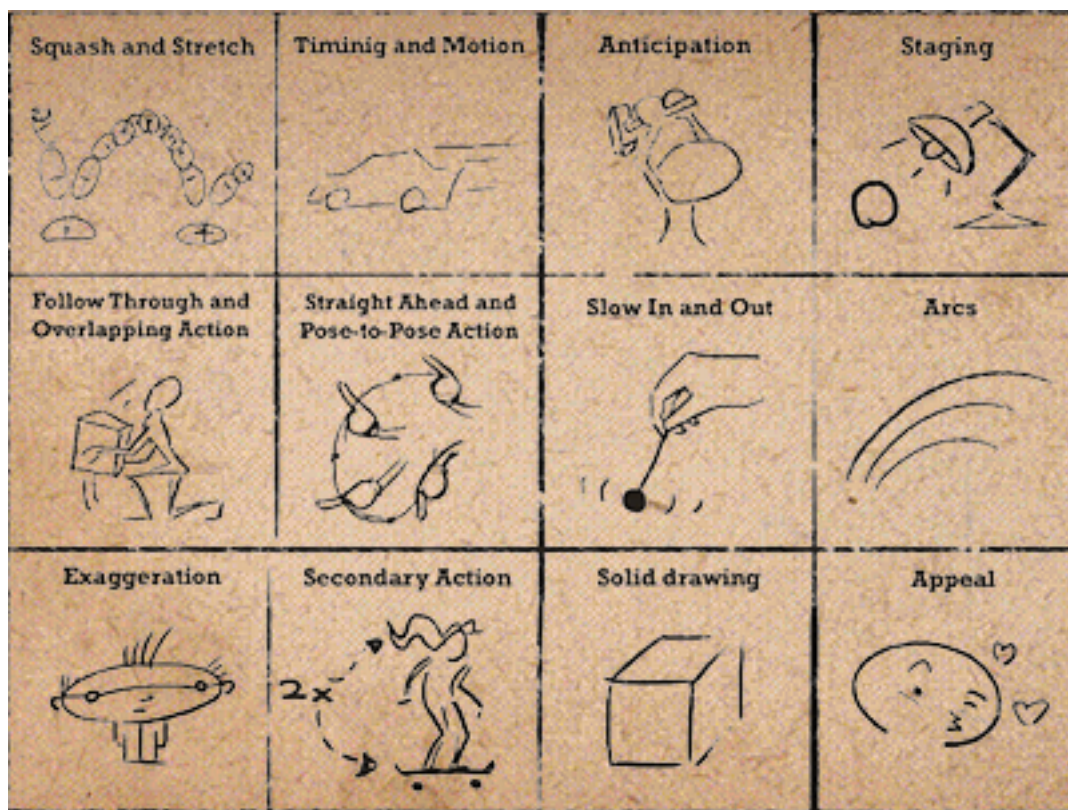 Squash and Stretch
Timinig and Motion
Anticipation
Staging
Follow Through and
Overlapping Action
Straight Ahead and
Pose-to-Pose Action
Slow In and Out
Arcs
Exaggeration
Secondary Action
Solid drawing
Appeal
2x